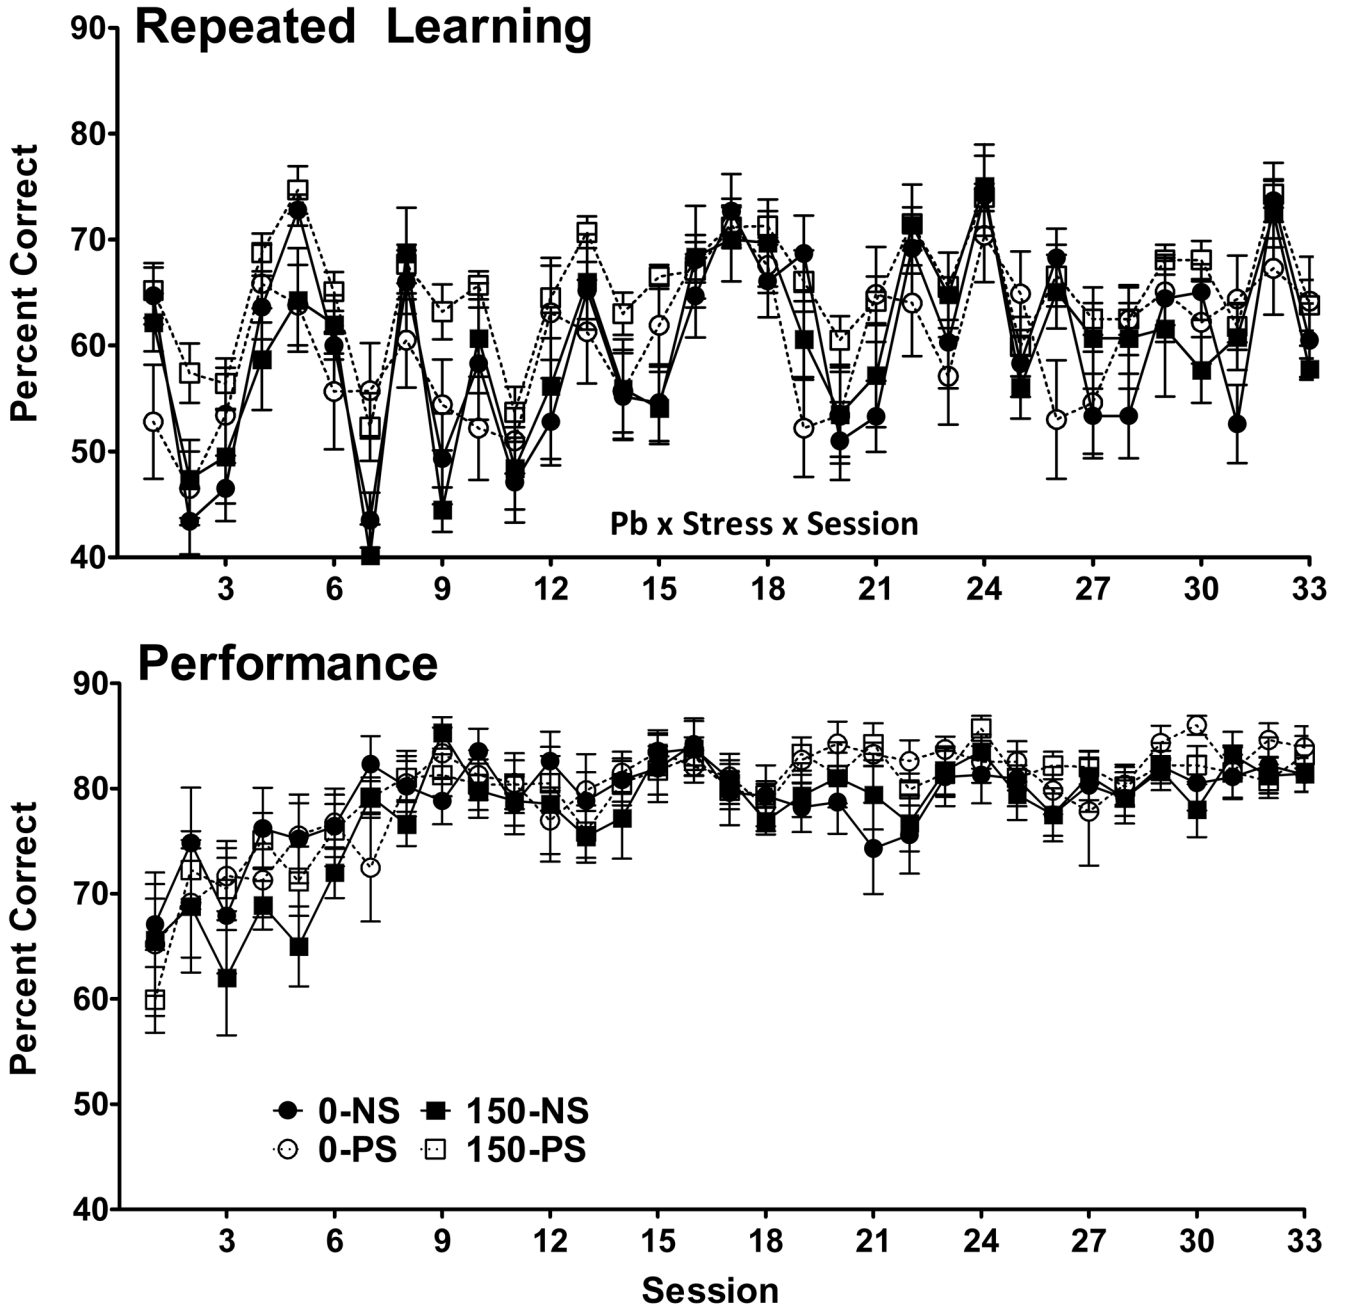 Repeated Learning
Percent Correct
90
80
70
60
50
40
Pb x Stress x Session
3 6 9 12 15 18 21 24 27 30 33
Performance
Percent Correct
90
80
70
60
50
40
0-NS 150-NS
0-PS 150-PS
3 6 9 12 15 18 21 24 27 30 33
Session